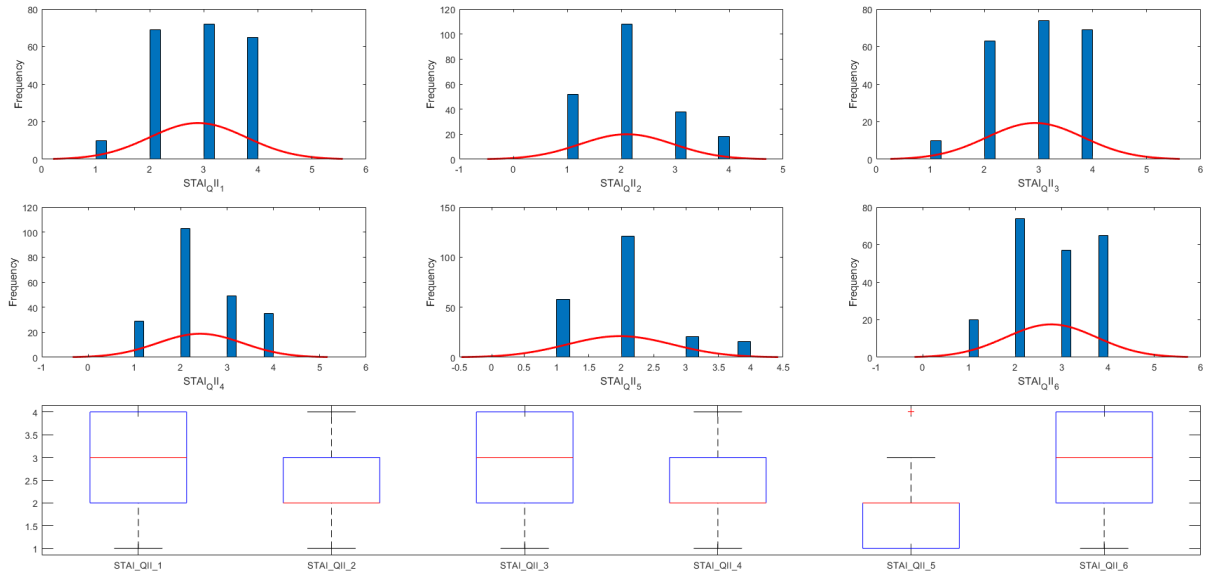 80
60
40
20
0
Frequency
0 1 2 3 4 5 6
STAI_QII_1
120
100
80
60
40
20
0
Frequency
-1 0 1 2 3 4 5
STAI_QII_2
80
60
40
20
0
Frequency
0 1 2 3 4 5 6
STAI_QII_3
120
100
80
60
40
20
0
Frequency
-1 0 1 2 3 4 5 6
STAI_QII_4
150
100
50
0
Frequency
-0.5 0 0.5 1 1.5 2 2.5 3 3.5 4 4.5
STAI_QII_5
80
60
40
20
0
Frequency
-1 0 1 2 3 4 5 6
STAI_QII_6
4
3.5
3
2.5
2
1.5
1
STAI_QII_1 STAI_QII_2 STAI_QII_3 STAI_QII_4 STAI_QII_5 STAI_QII_6